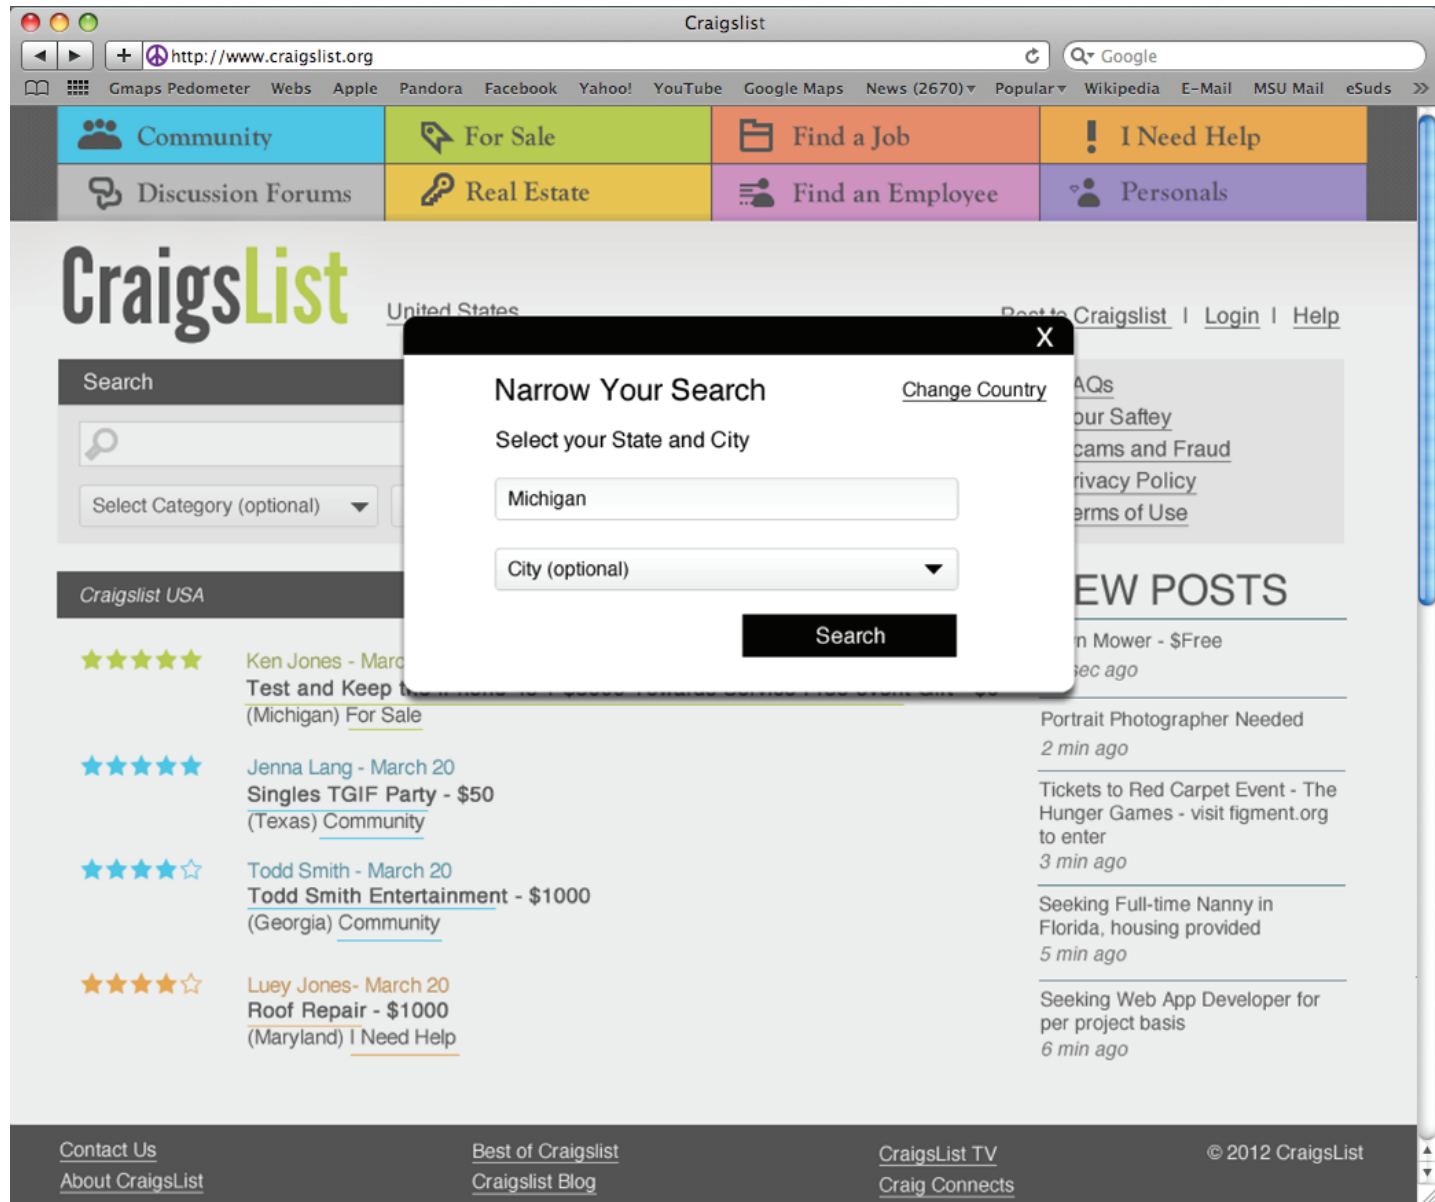 Craigslist
http://www.craigslist.org
Google
Gmaps Pedometer Webs Apple Pandora Facebook Yahoo! YouTube Google Maps News (2670) Popular Wikipedia E-Mail MSU Mail eSuds
Community For Sale Find a Job I Need Help
Discussion Forums Real Estate Find an Employee Personals
CraigsList
United States
Craigslist | Login | Help
X
Narrow Your Search
Change Country
Select your State and City
Michigan
City (optional)
Search
Search
Select Category (optional)
AQs
our Saftey
cams and Fraud
rivacy Policy
erms of Use
Craigslist USA
Ken Jones - Marc
Test and Keep
(Michigan) For Sale
Jenna Lang - March 20
Singles TGIF Party - $50
(Texas) Community
Todd Smith - March 20
Todd Smith Entertainment - $1000
(Georgia) Community
Luey Jones- March 20
Roof Repair - $1000
(Maryland) I Need Help
EW POSTS
n Mower - $Free
sec ago
Portrait Photographer Needed
2 min ago
Tickets to Red Carpet Event - The
Hunger Games - visit figment.org
to enter
3 min ago
Seeking Full-time Nanny in
Florida, housing provided
5 min ago
Seeking Web App Developer for
per project basis
6 min ago
Contact Us
About CraigsList
Best of Craigslist
Craigslist Blog
CraigsList TV
Craig Connects
© 2012 CraigsList